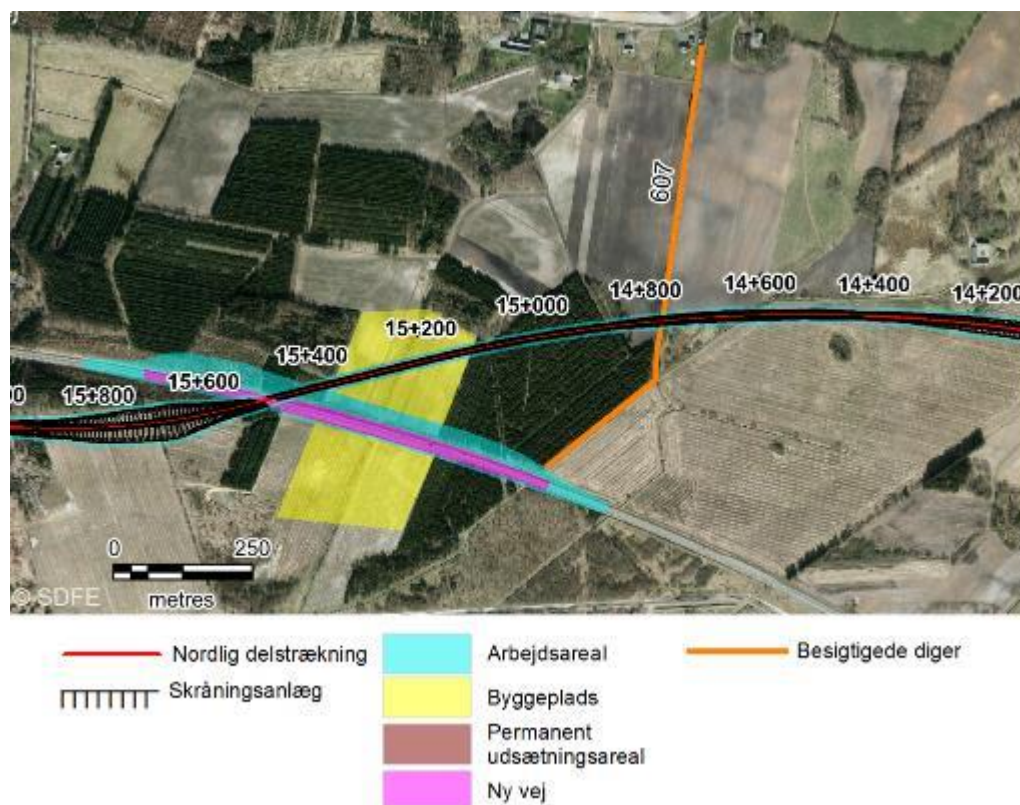 607
15+000
14+800
14+600
14+400
14+200
15+200
15+400
15+600
15+800
00
0
250
metres
© SDFE
Nordlig delstrækning
Skråningsanlæg
Arbejdsareal
Byggeplads
Permanent
udsætningsareal
Ny vej
Besigtigede diger